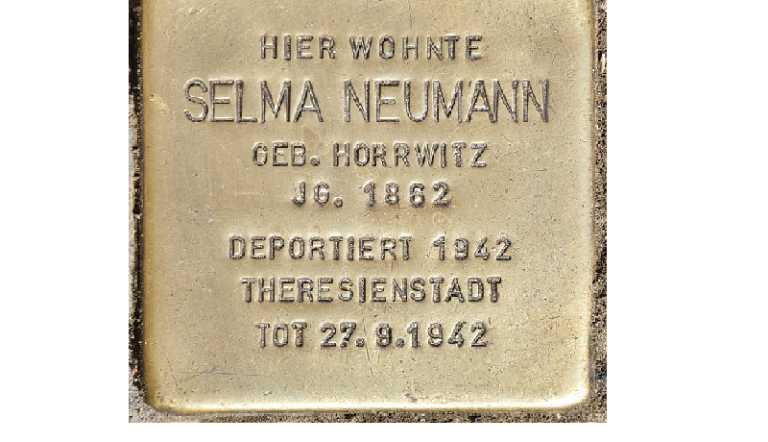 HIER WOHNTE
SELMA NEUMANN
GEB. HORRWITZ
JG. 1862
DEPORTIERT 1942
THERESIENSTADT
TOT 27.9.1942